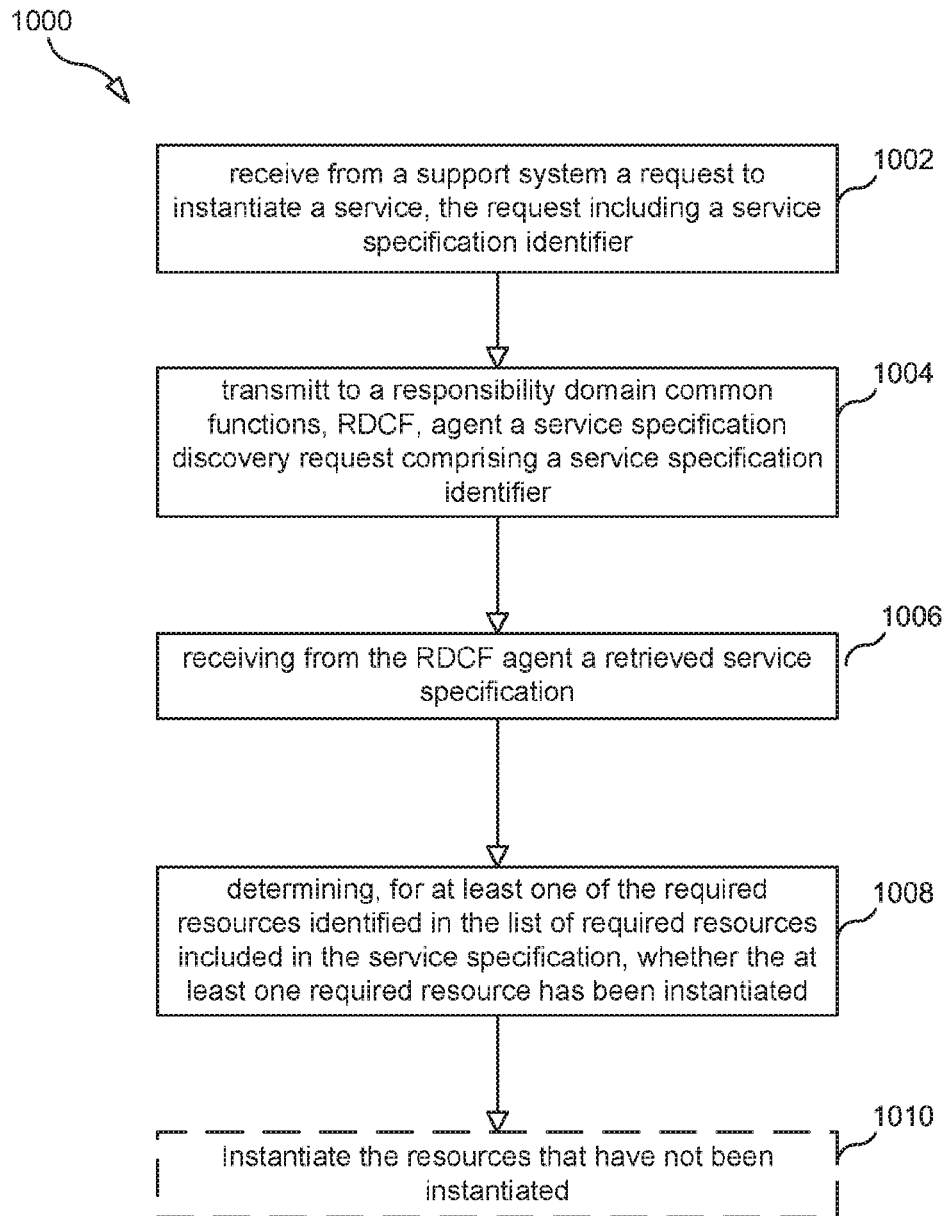 1000
receive from a support system a request to
instantiate a service, the request including a service
specification identifier
1002
transmitt to a responsibility domain common
functions, RDCF, agent a service specification
discovery request comprising a service specification
identifier
1004
receiving from the RDCF agent a retrieved service
specification
1006
determining, for at least one of the required
resources identified in the list of required resources
included in the service specification, whether the at
least one required resource has been instantiated
1008
Instantiate the resources that have not been
instantiated
1010